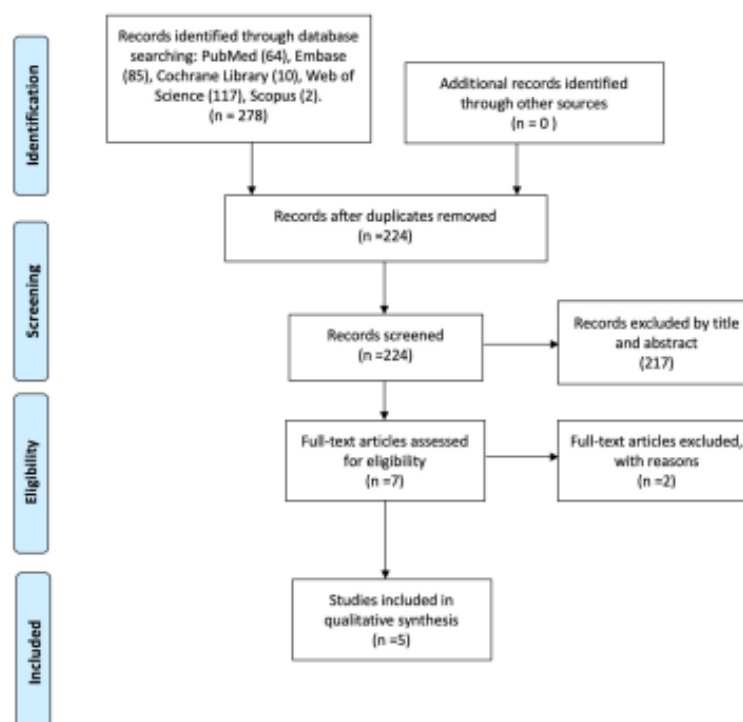 Identification
Records identified through database
searching: PubMed (64), Embase
(85), Cochrane Library (10), Web of
Science (117), Scopus (2).
(n = 278)
Additional records identified
through other sources
(n = 0 )
Records after duplicates removed
(n =224)
Screening
Records screened
(n =224)
Records excluded by title
and abstract
(217)
Eligibility
Full-text articles assessed
for eligibility
(n =7)
Full-text articles excluded,
with reasons
(n =2)
Included
Studies included in
qualitative synthesis
(n =5)